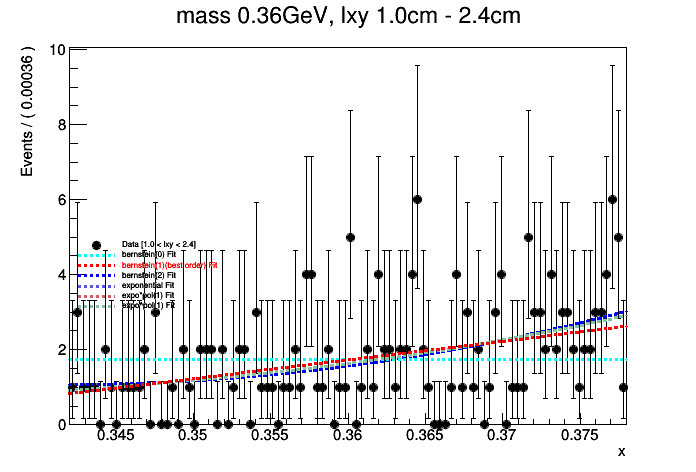 mass 0.36GeV, lxy 1.0cm - 2.4cm
Events / ( 0.00036 )
10
8
6
4
2
0
Data [1.0 < lxy < 2.4]
bernstein[0] Fit
bernstein[1](best order) Fit
bernstein[2] Fit
exponential Fit
expo*pol(1) Fit
expo*pol(1) Fit
0.345 0.35 0.355 0.36 0.365 0.37 0.375
x